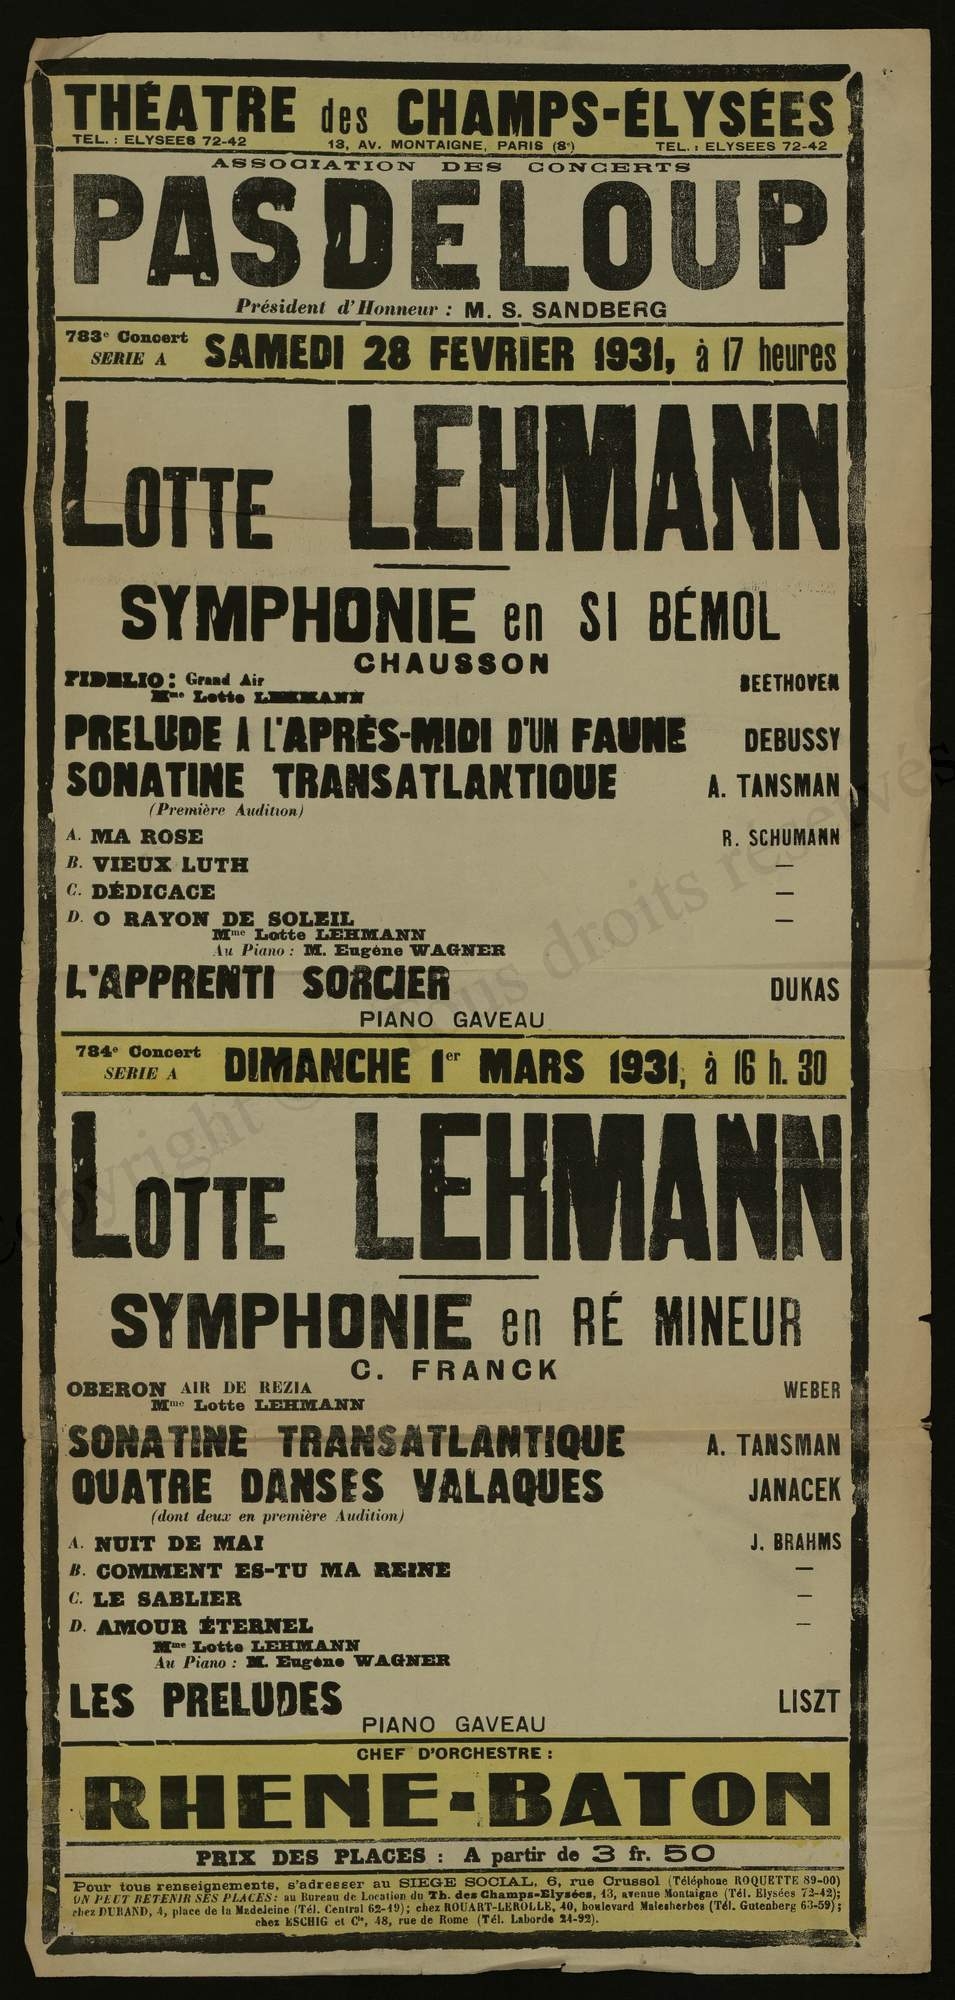 THÉATRE des CHAMPS-ÉLYSÉES
TEL. : ELYSEES 72-42 13, AV. MONTAIGNE, PARIS (8e) TEL. : ELYSEES 72-42
ASSOCIATION DES CONCERTS
PASDELOUP
Président d'Honneur : M. S. SANDBERG
783e Concert SERIE A SAMEDI 28 FEVRIER 1931, à 17 heures
LOTTE LEHMANN
SYMPHONIE en SI BÉMOL
CHAUSSON
FIDELIO : Grand Air BEETHOVEN
Mme Lotte LEHMANN
PRELUDE A L'APRÈS-MIDI D'UN FAUNE DEBUSSY
SONATINE TRANSATLANTIQUE A. TANSMAN
(Première Audition)
A. MA ROSE R. SCHUMANN
B. VIEUX LUTH —
C. DÉDICACE —
D. O RAYON DE SOLEIL —
Mme Lotte LEHMANN
Au Piano : M. Eugène WAGNER
L'APPRENTI SORCIER DUKAS
PIANO GAVEAU
784e Concert SERIE A DIMANCHE 1er MARS 1931, à 16 h. 30
LOTTE LEHMANN
SYMPHONIE en RÉ MINEUR
C. FRANCK
OBERON AIR DE REZIA WEBER
Mme Lotte LEHMANN
SONATINE TRANSATLANTIQUE A. TANSMAN
QUATRE DANSES VALAQUES JANACEK
(dont deux en première Audition)
A. NUIT DE MAI J. BRAHMS
B. COMMENT ES-TU MA REINE —
C. LE SABLIER —
D. AMOUR ÉTERNEL —
Mme Lotte LEHMANN
Au Piano : M. Eugène WAGNER
LES PRELUDES LISZT
PIANO GAVEAU
CHEF D'ORCHESTRE :
RHENE-BATON
PRIX DES PLACES : A partir de 3 fr. 50
Pour tous renseignements, s'adresser au SIEGE SOCIAL, 6, rue Crussol (Téléphone ROQUETTE 89-00)
ON PEUT RETENIR SES PLACES : au Bureau de Location du Th. des Champs-Elysées, 13, avenue Montaigne (Tél. Elysées 72-42);
chez DURAND, 4, place de la Madeleine (Tél. Central 62-19); chez ROUART-LEROLLE, 40, boulevard Malesherbes (Tél. Gutenberg 63-59);
chez ESCHIG et Cie, 48, rue de Rome (Tél. Laborde 24-92).
copyright © Tous droits réservés